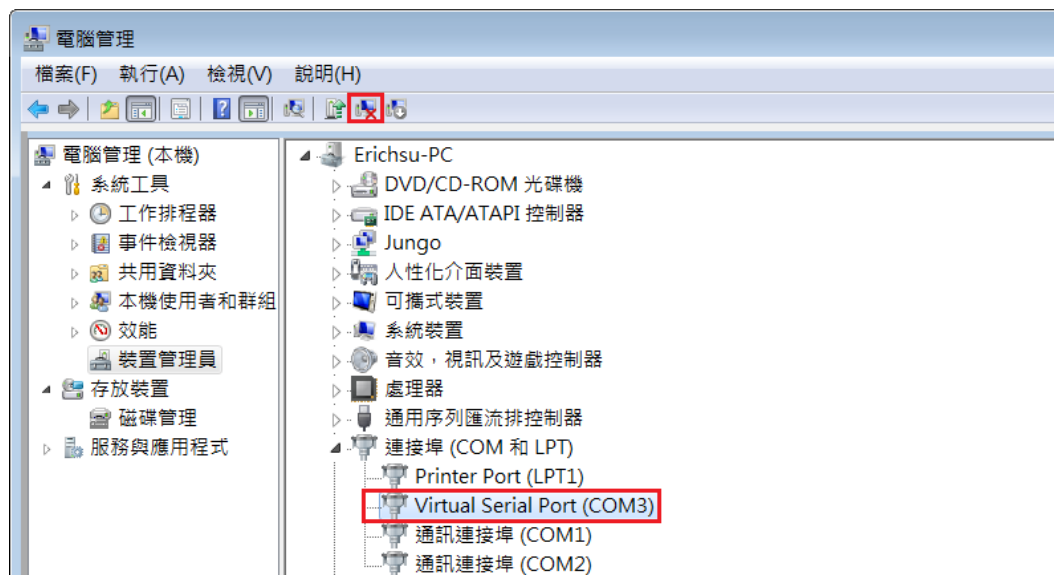 電腦管理
檔案(F) 執行(A) 檢視(V) 說明(H)
電腦管理 (本機)
系統工具
工作排程器
事件檢視器
共用資料夾
本機使用者和群組
效能
裝置管理員
存放裝置
磁碟管理
服務與應用程式
Erichsu-PC
DVD/CD-ROM 光碟機
IDE ATA/ATAPI 控制器
Jungo
人性化介面裝置
可攜式裝置
系統裝置
音效，視訊及遊戲控制器
處理器
通用序列匯流排控制器
連接埠 (COM 和 LPT)
Printer Port (LPT1)
Virtual Serial Port (COM3)
通訊連接埠 (COM1)
通訊連接埠 (COM2)